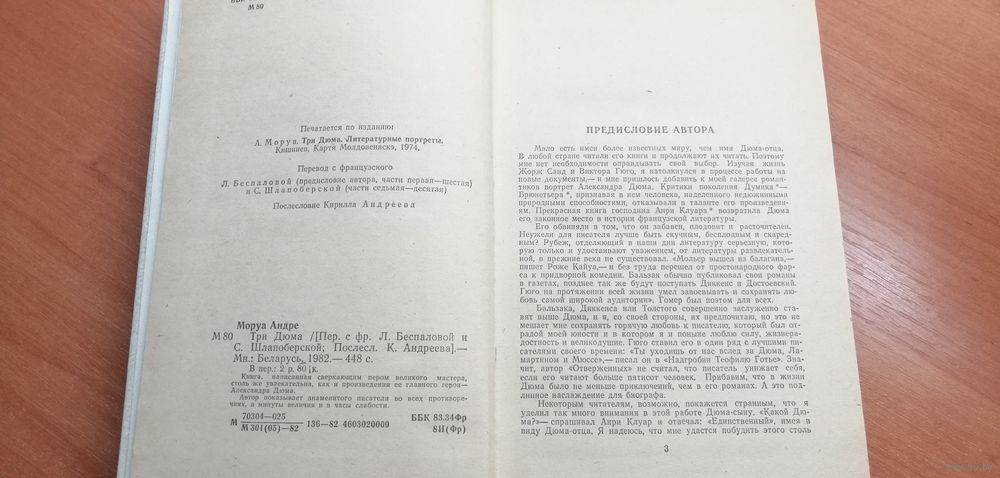 М 80
Печатается по изданию:
А. Моруа. Три Дюма. Литературные портреты,
Кишинев, Картя Молдовеняскэ, 1974.
Перевод с французского
Л. Беспаловой (предисловие автора, части первая—шестая)
и С. Шлапоберской (части седьмая—десятая)
Послесловие Кирилла Андреева
Моруа Андре
М 80 Три Дюма /[Пер. с фр. Л. Беспаловой и
С. Шлапоберской; Послесл. К. Андреева].—
Мн.: Беларусь, 1982.— 448 с.
В пер.: 2 р. 80 к.
Книга, написанная сверкающим пером великого мастера,
столь же увлекательна, как и произведения ее главного героя—
Александра Дюма.
Автор показывает знаменитого писателя во всех противоре-
чиях, в минуты величия и в часы слабости.
М 70304—025 / М 301(05)—82 136—82 4603020000
ББК 83.34Фр
8И(Фр)
ПРЕДИСЛОВИЕ АВТОРА
Мало есть имен более известных миру, чем имя Дюма-отца.
В любой стране читали его книги и продолжают их читать. Поэтому
мне нет необходимости оправдывать свой выбор. Изучая жизнь
Жорж Санд и Виктора Гюго, я натолкнулся в процессе работы на
новые документы,— и мне пришлось добавить к моей галерее роман-
тиков портрет Александра Дюма. Критики поколения Думика*—
Брюнетьера*, признавая в нем человека, наделенного недюжинными
природными способностями, отказывали в таланте его произведени-
ям. Прекрасная книга господина Анри Клуара* возвратила Дюма
его законное место в истории французской литературы.
Его обвиняли в том, что он забавен, плодовит и расточителен.
Неужели для писателя лучше быть скучным, бесплодным и скаред-
ным? Рубеж, отделяющий в наши дни литературу серьезную, кото-
рую только и удостаивают уважением, от литературы развлекатель-
ной, в прежние века не существовал. «Мольер вышел из балагана,—
пишет Роже Кайуа,— и без труда перешел от простонародного фар-
са к придворной комедии. Бальзак обычно публиковал свои романы
в газетах, позднее так же будут поступать Диккенс и Достоевский.
Гюго на протяжении всей жизни умел завоевывать и сохранять лю-
бовь самой широкой аудитории». Гомер был поэтом для всех.
Бальзака, Диккенса или Толстого совершенно заслуженно ста-
вят выше Дюма, и я, со своей стороны, их предпочитаю, но это не
мешает мне сохранять горячую любовь к писателю, который был от-
радой моей юности и в котором я и поныне люблю силу, жизнера-
достность и великодушие. Гюго ставил его в один ряд с лучшими пи-
сателями своего времени: «Ты уходишь от нас вслед за Дюма, Ла-
мартином и Мюссе»,— писал он в «Надгробии Теофилю Готье». Зна-
чит, автор «Отверженных» не считал, что писатель унижает себя,
если его читают больше пятисот человек. Прибавим, что в жизни
Дюма было не меньше приключений, чем в его романах. А это под-
линное наслаждение для биографа.
Некоторым читателям, возможно, покажется странным, что я
уделил так много внимания в этой работе Дюма-сыну. «Какой Дю-
ма?»— спрашивал Анри Клуар и отвечал: «Единственный», имея в
виду Дюма-отца. Я надеюсь, что мне удастся побудить этого столь
3